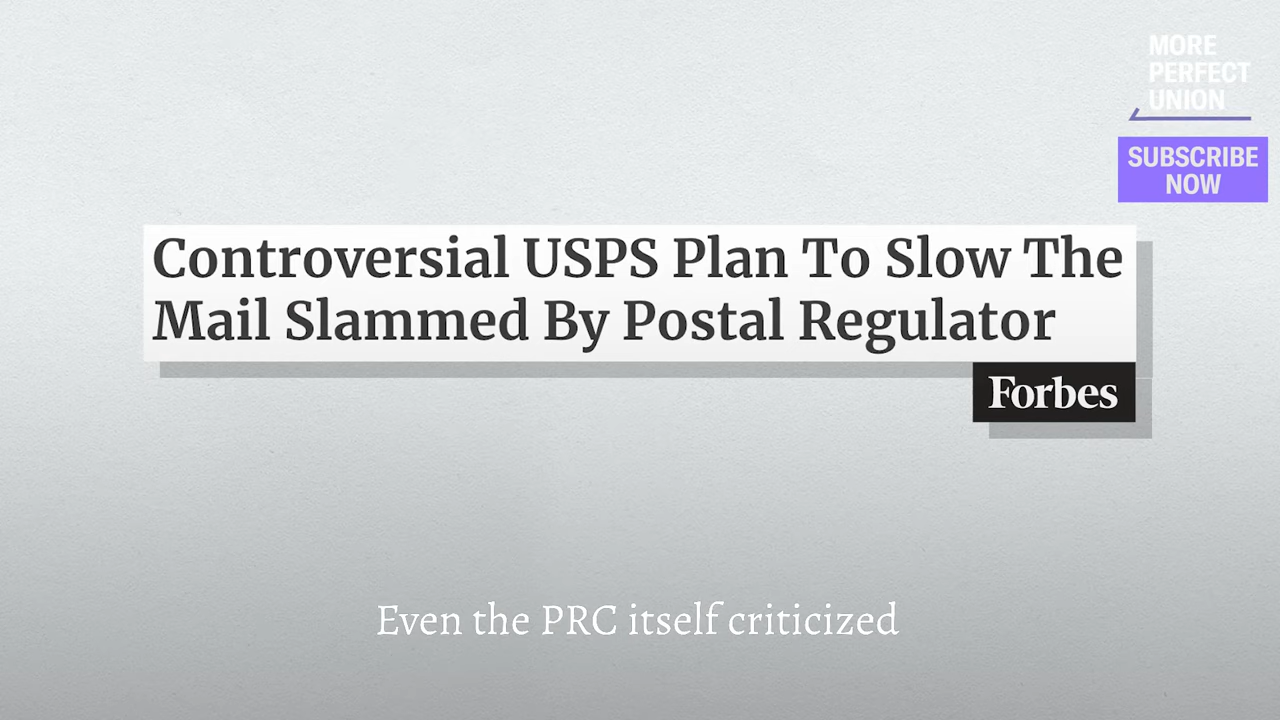 MORE
PERFECT
UNION
SUBSCRIBE
NOW
Controversial USPS Plan To Slow The
Mail Slammed By Postal Regulator
Forbes
Even the PRC itself criticized